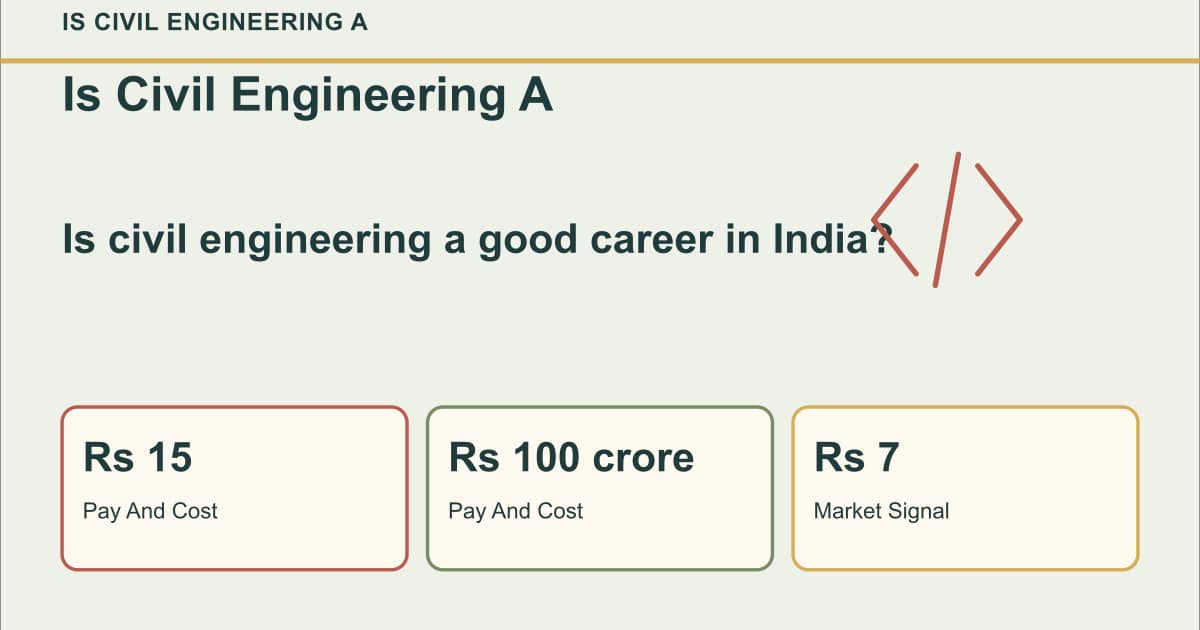 IS CIVIL ENGINEERING A
Is Civil Engineering A
Is civil engineering a good career in India?
Rs 15
Pay And Cost
Rs 100 crore
Pay And Cost
Rs 7
Market Signal